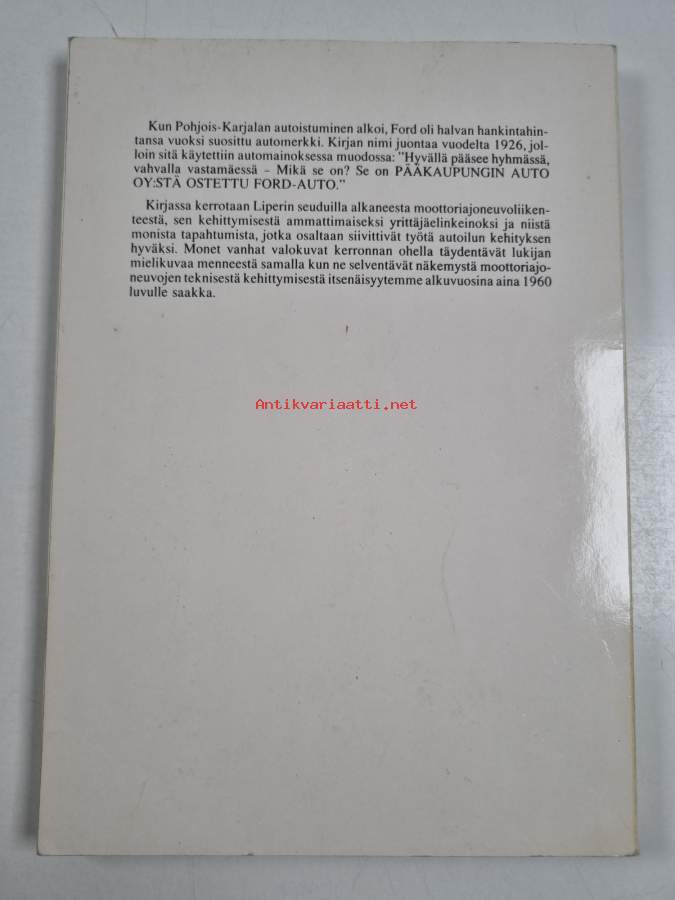 Kun Pohjois-Karjalan autoistuminen alkoi, Ford oli halvan hankintahin-
tansa vuoksi suosittu automerkki. Kirjan nimi juontaa vuodelta 1926, jol-
loin sitä käytettiin automainoksessa muodossa: "Hyvällä pääsee hyhmässä,
vahvalla vastamäessä – Mikä se on? Se on PÄÄKAUPUNGIN AUTO
OY:STÄ OSTETTU FORD-AUTO."
Kirjassa kerrotaan Liperin seuduilla alkaneesta moottoriajoneuvoliiken-
teestä, sen kehittymisestä ammattimaiseksi yrittäjäelinkeinoksi ja niistä
monista tapahtumista, jotka osaltaan siivittivät työtä autoilun kehityksen
hyväksi. Monet vanhat valokuvat kerronnan ohella täydentävät lukijan
mielikuvaa menneestä samalla kun ne selventävät näkemystä moottoriajo-
neuvojen teknisestä kehittymisestä itsenäisyytemme alkuvuosina aina 1960
luvulle saakka.
Antikvariaatti.net